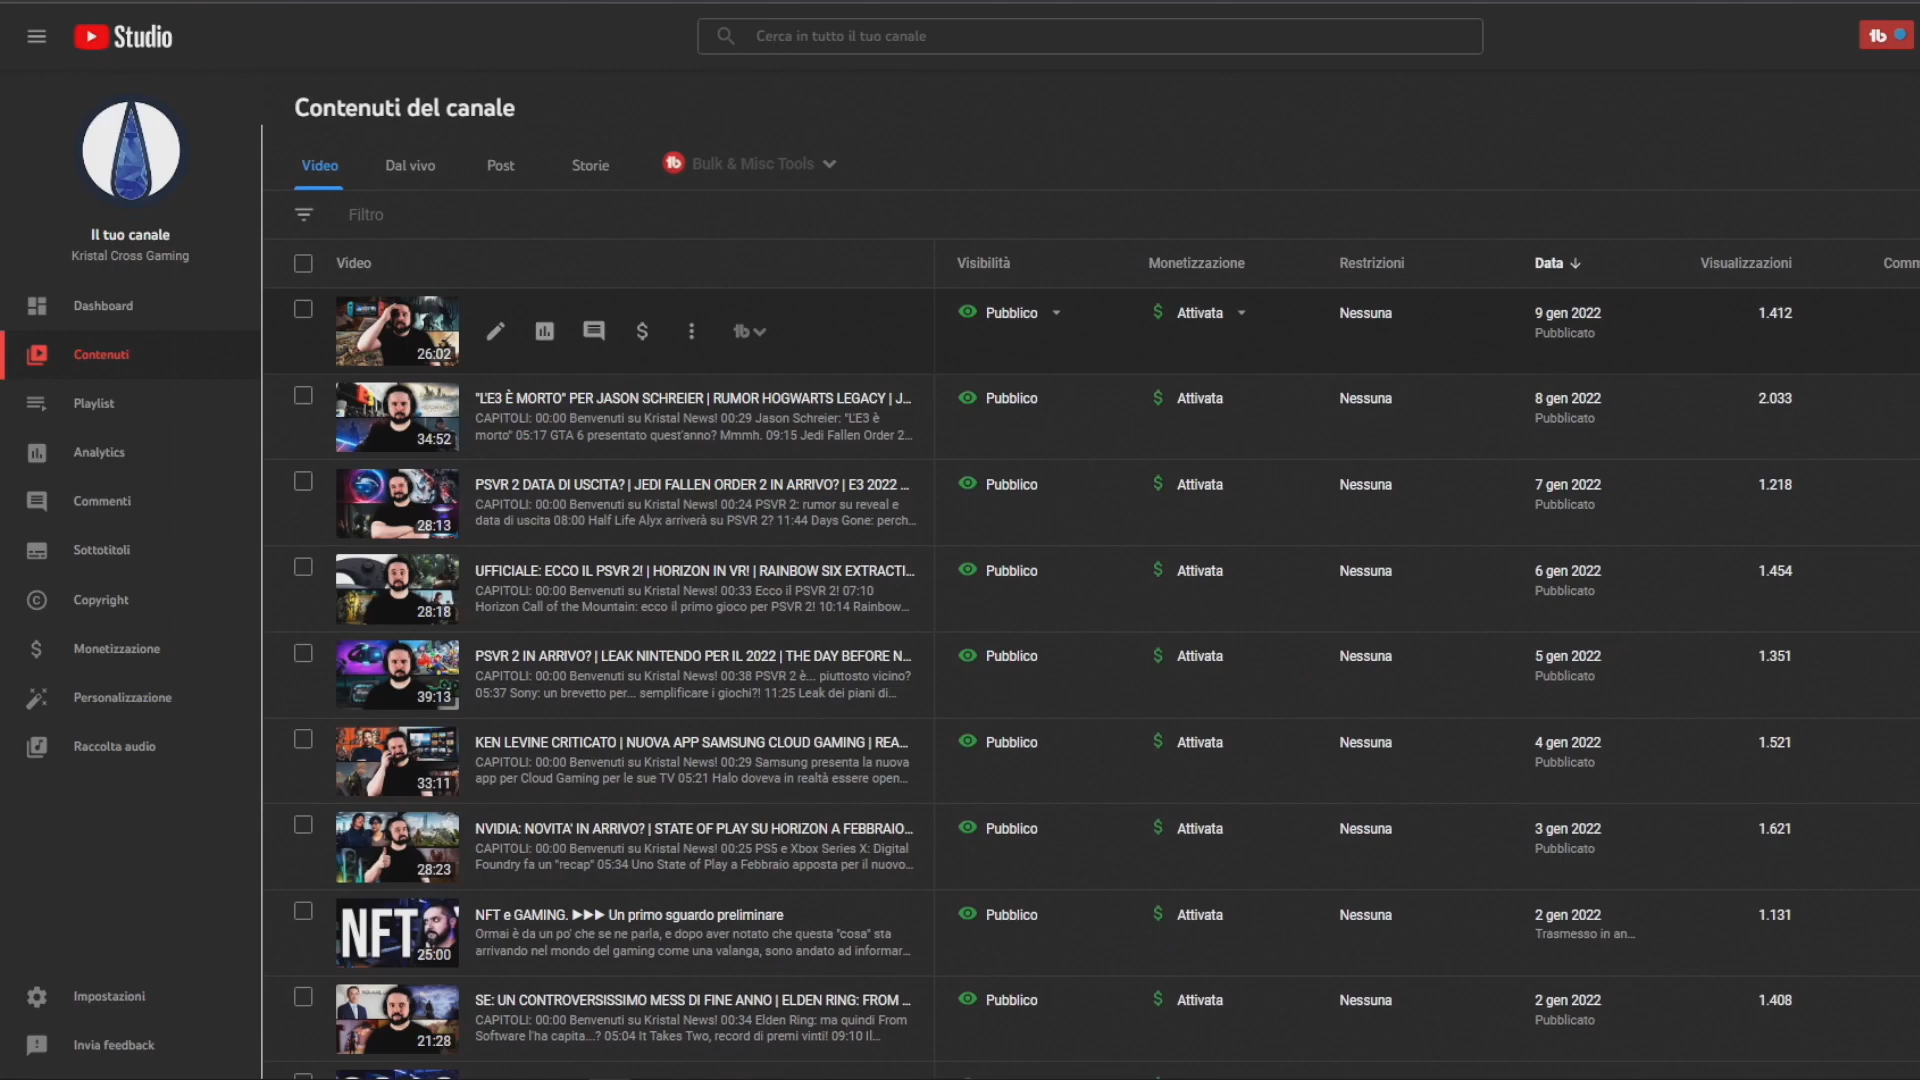 Studio
Cerca in tutto il tuo canale
Il tuo canale
Kristal Cross Gaming
Dashboard
Contenuti
Playlist
Analytics
Commenti
Sottotitoli
Copyright
Monetizzazione
Personalizzazione
Raccolta audio
Impostazioni
Invia feedback
Contenuti del canale
Video Dal vivo Post Storie Bulk & Misc Tools
Filtro
Video Visibilità Monetizzazione Restrizioni Data Visualizzazioni Comm
26:02
Pubblico Attivata Nessuna 9 gen 2022 1.412
Pubblicato
34:52
"L'E3 È MORTO" PER JASON SCHREIER | RUMOR HOGWARTS LEGACY | J...
CAPITOLI: 00:00 Benvenuti su Kristal News! 00:29 Jason Schreier: "L'E3 è
morto" 05:17 GTA 6 presentato quest'anno? Mmmh. 09:15 Jedi Fallen Order 2...
Pubblico Attivata Nessuna 8 gen 2022 2.033
Pubblicato
28:13
PSVR 2 DATA DI USCITA? | JEDI FALLEN ORDER 2 IN ARRIVO? | E3 2022 ...
CAPITOLI: 00:00 Benvenuti su Kristal News! 00:24 PSVR 2: rumor su reveal e
data di uscita 08:00 Half Life Alyx arriverà su PSVR 2? 11:44 Days Gone: perch...
Pubblico Attivata Nessuna 7 gen 2022 1.218
Pubblicato
28:18
UFFICIALE: ECCO IL PSVR 2! | HORIZON IN VR! | RAINBOW SIX EXTRACTI...
CAPITOLI: 00:00 Benvenuti su Kristal News! 00:33 Ecco il PSVR 2! 07:10
Horizon Call of the Mountain: ecco il primo gioco per PSVR 2! 10:14 Rainbow...
Pubblico Attivata Nessuna 6 gen 2022 1.454
Pubblicato
39:13
PSVR 2 IN ARRIVO? | LEAK NINTENDO PER IL 2022 | THE DAY BEFORE N...
CAPITOLI: 00:00 Benvenuti su Kristal News! 00:38 PSVR 2 è... piuttosto vicino?
05:37 Sony: un brevetto per... semplificare i giochi?! 11:25 Leak dei piani di...
Pubblico Attivata Nessuna 5 gen 2022 1.351
Pubblicato
33:11
KEN LEVINE CRITICATO | NUOVA APP SAMSUNG CLOUD GAMING | REA...
CAPITOLI: 00:00 Benvenuti su Kristal News! 00:29 Samsung presenta la nuova
app per Cloud Gaming per le sue TV 05:21 Halo doveva in realtà essere open...
Pubblico Attivata Nessuna 4 gen 2022 1.521
Pubblicato
28:23
NVIDIA: NOVITA' IN ARRIVO? | STATE OF PLAY SU HORIZON A FEBBRAIO...
CAPITOLI: 00:00 Benvenuti su Kristal News! 00:25 PS5 e Xbox Series X: Digital
Foundry fa un "recap" 05:34 Uno State of Play a Febbraio apposta per il nuovo...
Pubblico Attivata Nessuna 3 gen 2022 1.621
Pubblicato
NFT
25:00
NFT e GAMING. ►►► Un primo sguardo preliminare
Ormai è da un po' che se ne parla, e dopo aver notato che questa "cosa" sta
arrivando nel mondo del gaming come una valanga, sono andato ad informar...
Pubblico Attivata Nessuna 2 gen 2022 1.131
Trasmesso in an...
21:28
SE: UN CONTROVERSISSIMO MESS DI FINE ANNO | ELDEN RING: FROM ...
CAPITOLI: 00:00 Benvenuti su Kristal News! 00:34 Elden Ring: ma quindi From
Software l'ha capita...? 05:04 It Takes Two, record di premi vinti! 09:10 Il...
Pubblico Attivata Nessuna 2 gen 2022 1.408
Pubblicato